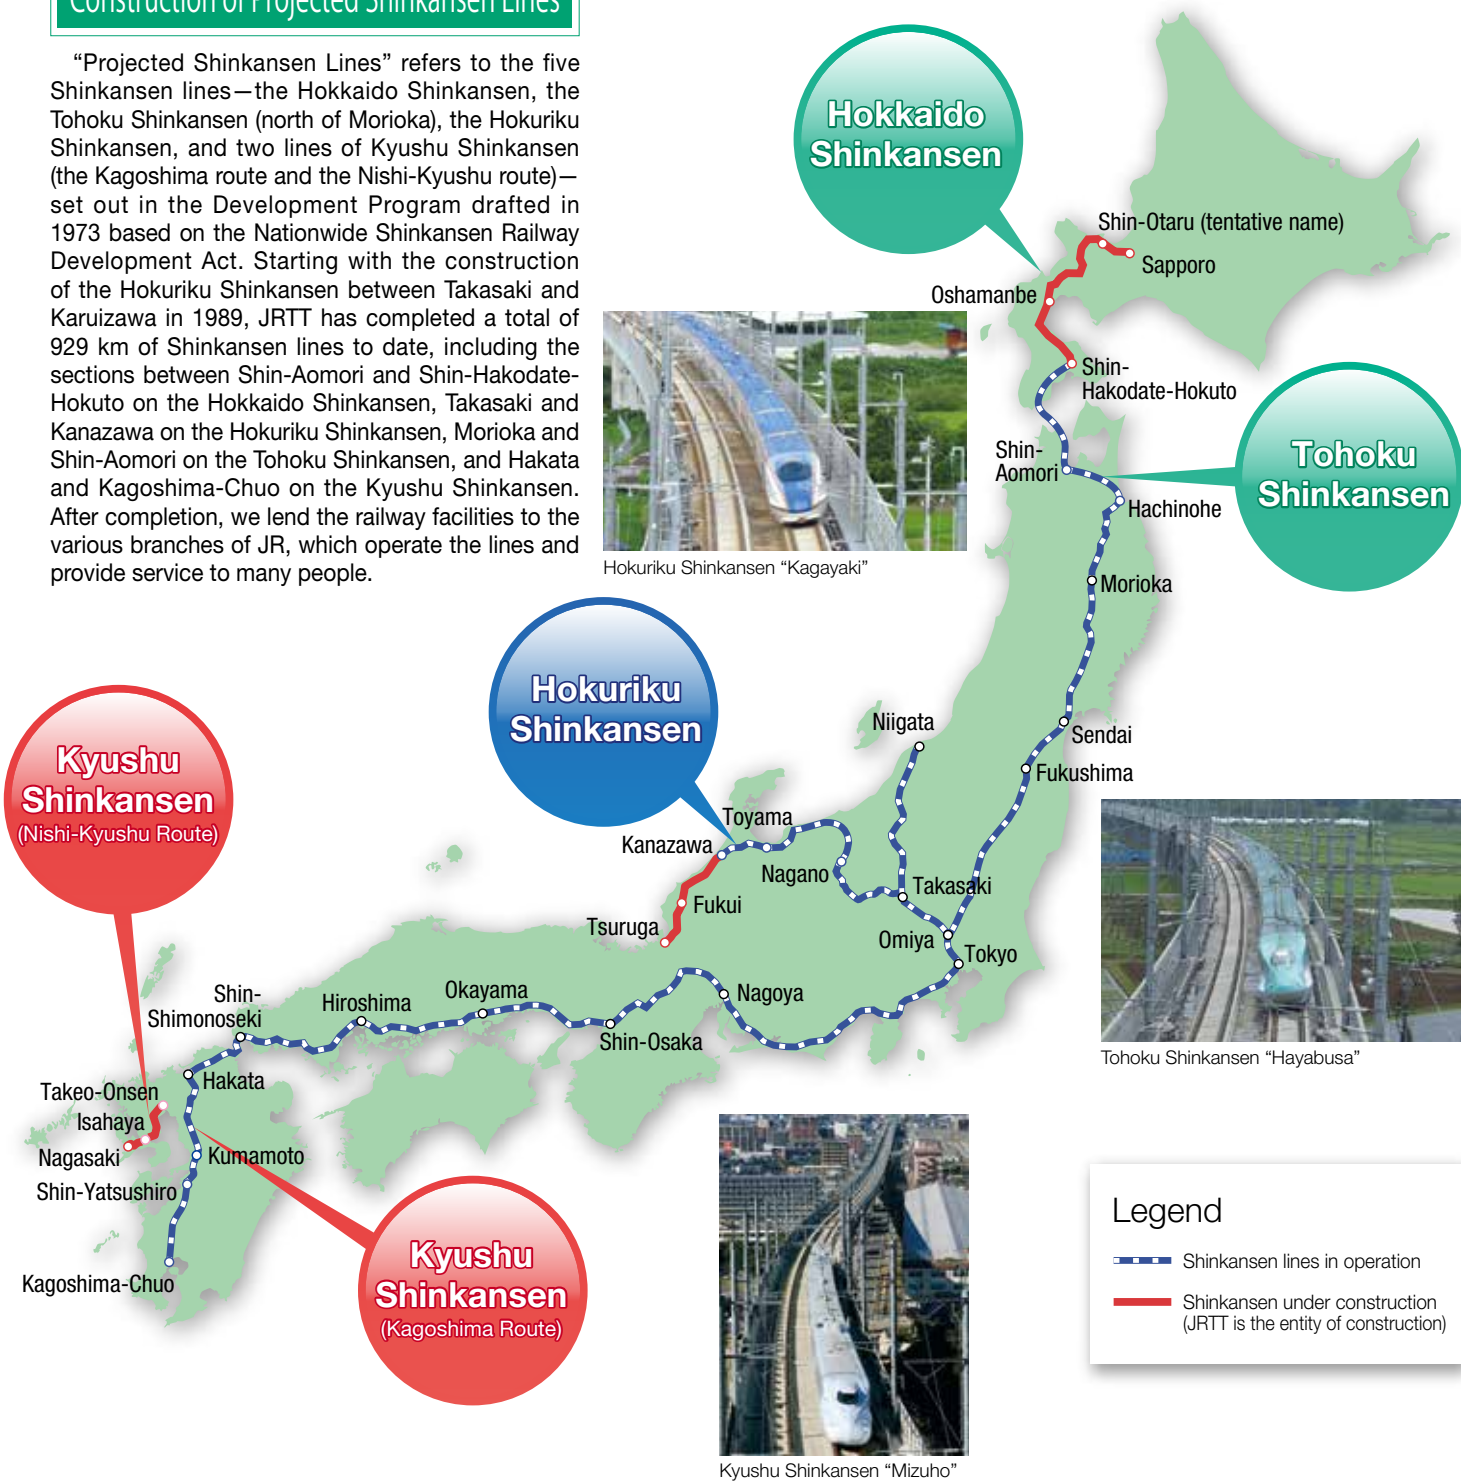 Construction of Projected Shinkansen Lines
“Projected Shinkansen Lines” refers to the five
Shinkansen lines—the Hokkaido Shinkansen, the
Tohoku Shinkansen (north of Morioka), the Hokuriku
Shinkansen, and two lines of Kyushu Shinkansen
(the Kagoshima route and the Nishi-Kyushu route)—
set out in the Development Program drafted in
1973 based on the Nationwide Shinkansen Railway
Development Act. Starting with the construction
of the Hokuriku Shinkansen between Takasaki and
Karuizawa in 1989, JRTT has completed a total of
929 km of Shinkansen lines to date, including the
sections between Shin-Aomori and Shin-Hakodate-
Hokuto on the Hokkaido Shinkansen, Takasaki and
Kanazawa on the Hokuriku Shinkansen, Morioka and
Shin-Aomori on the Tohoku Shinkansen, and Hakata
and Kagoshima-Chuo on the Kyushu Shinkansen.
After completion, we lend the railway facilities to the
various branches of JR, which operate the lines and
provide service to many people.
Hokkaido
Shinkansen
Shin-Otaru (tentative name)
Sapporo
Oshamanbe
Shin-
Hakodate-Hokuto
Hokuriku Shinkansen “Kagayaki”
Shin-
Aomori
Tohoku
Shinkansen
Hachinohe
Morioka
Hokuriku
Shinkansen
Niigata
Sendai
Fukushima
Kyushu
Shinkansen
(Nishi-Kyushu Route)
Toyama
Kanazawa
Nagano
Takasaki
Fukui
Tsuruga
Omiya
Tokyo
Tohoku Shinkansen “Hayabusa”
Shin-
Shimonoseki
Hiroshima
Okayama
Nagoya
Shin-Osaka
Hakata
Takeo-Onsen
Isahaya
Nagasaki
Kumamoto
Shin-Yatsushiro
Kagoshima-Chuo
Kyushu
Shinkansen
(Kagoshima Route)
Kyushu Shinkansen “Mizuho”
Legend
Shinkansen lines in operation
Shinkansen under construction
(JRTT is the entity of construction)